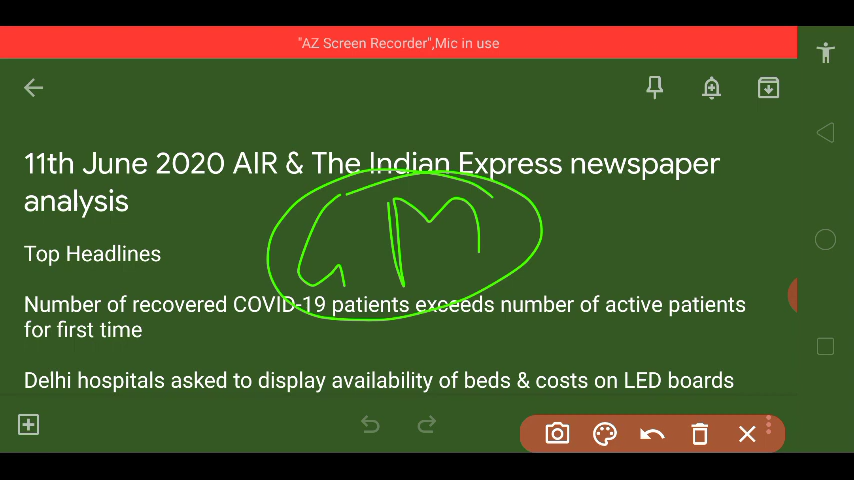 "AZ Screen Recorder",Mic in use
11th June 2020 AIR & The Indian Express newspaper
analysis
GM
Top Headlines
Number of recovered COVID-19 patients exceeds number of active patients
for first time
Delhi hospitals asked to display availability of beds & costs on LED boards